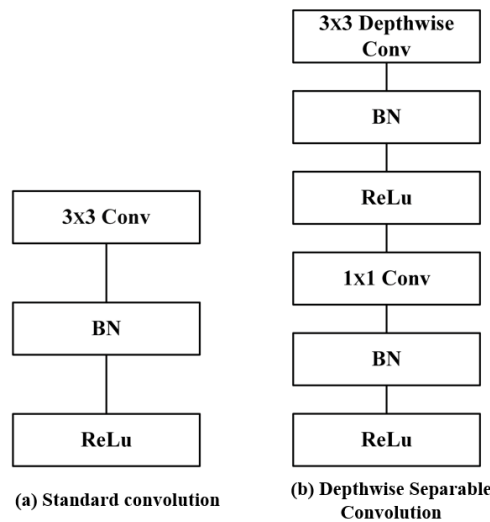 3x3 Conv
BN
ReLu
(a) Standard convolution
3x3 Depthwise
Conv
BN
ReLu
1x1 Conv
BN
ReLu
(b) Depthwise Separable
Convolution